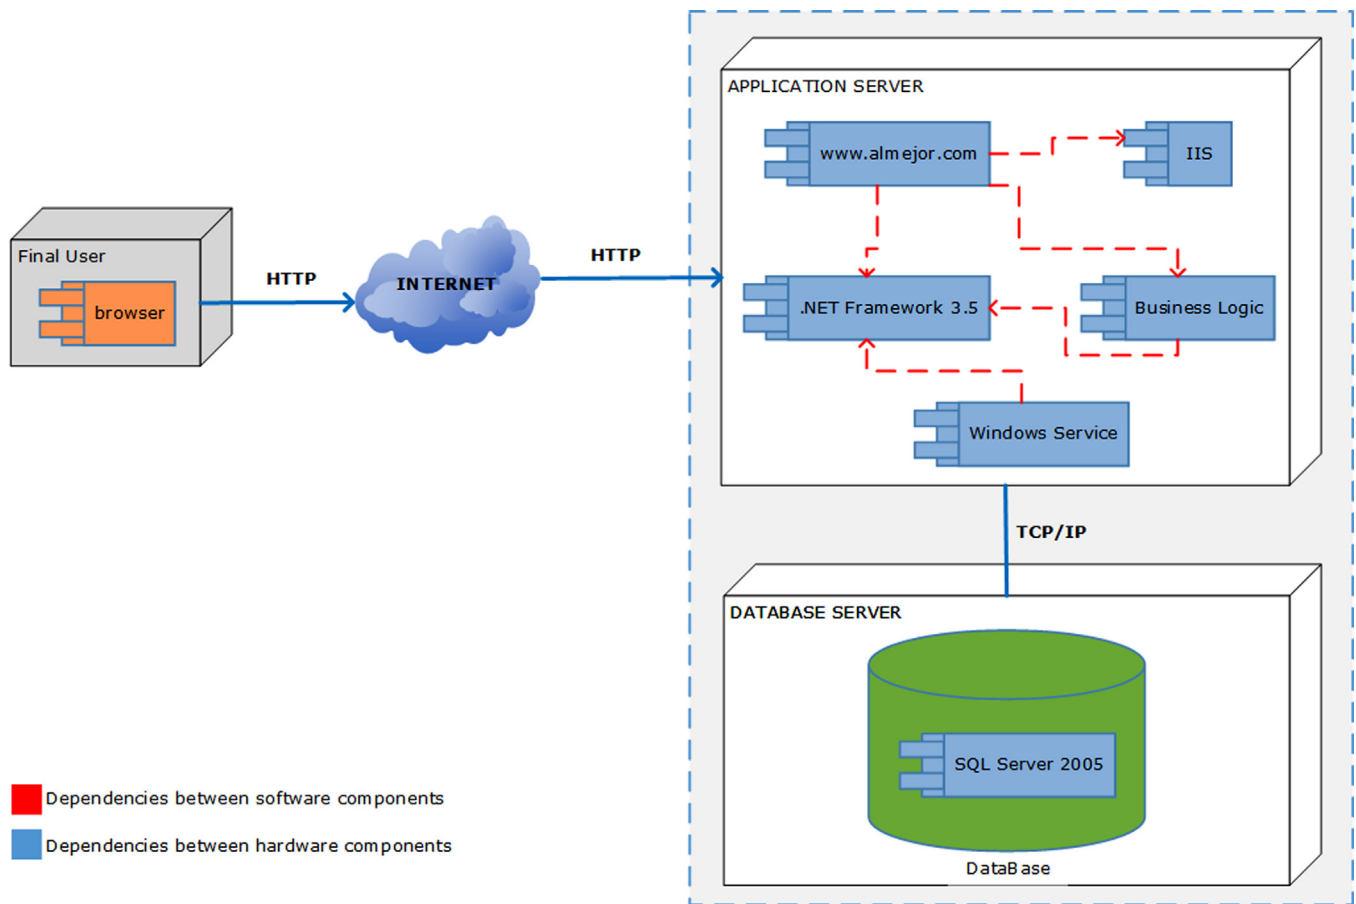 APPLICATION SERVER
www.almejor.com
IIS
Final User
browser
HTTP
INTERNET
HTTP
.NET Framework 3.5
Business Logic
Windows Service
TCP/IP
DATABASE SERVER
SQL Server 2005
DataBase
Dependencies between software components
Dependencies between hardware components